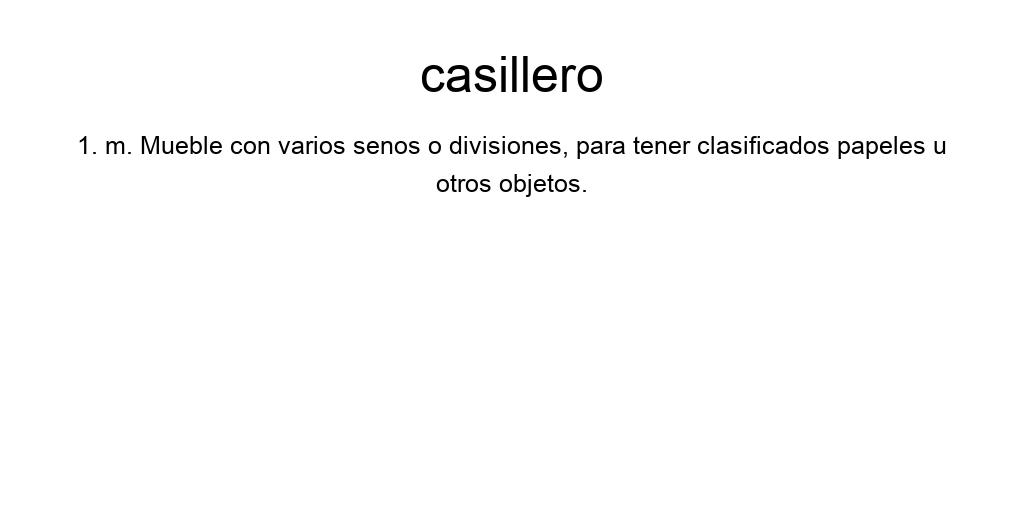 casillero
1. m. Mueble con varios senos o divisiones, para tener clasificados papeles u
otros objetos.